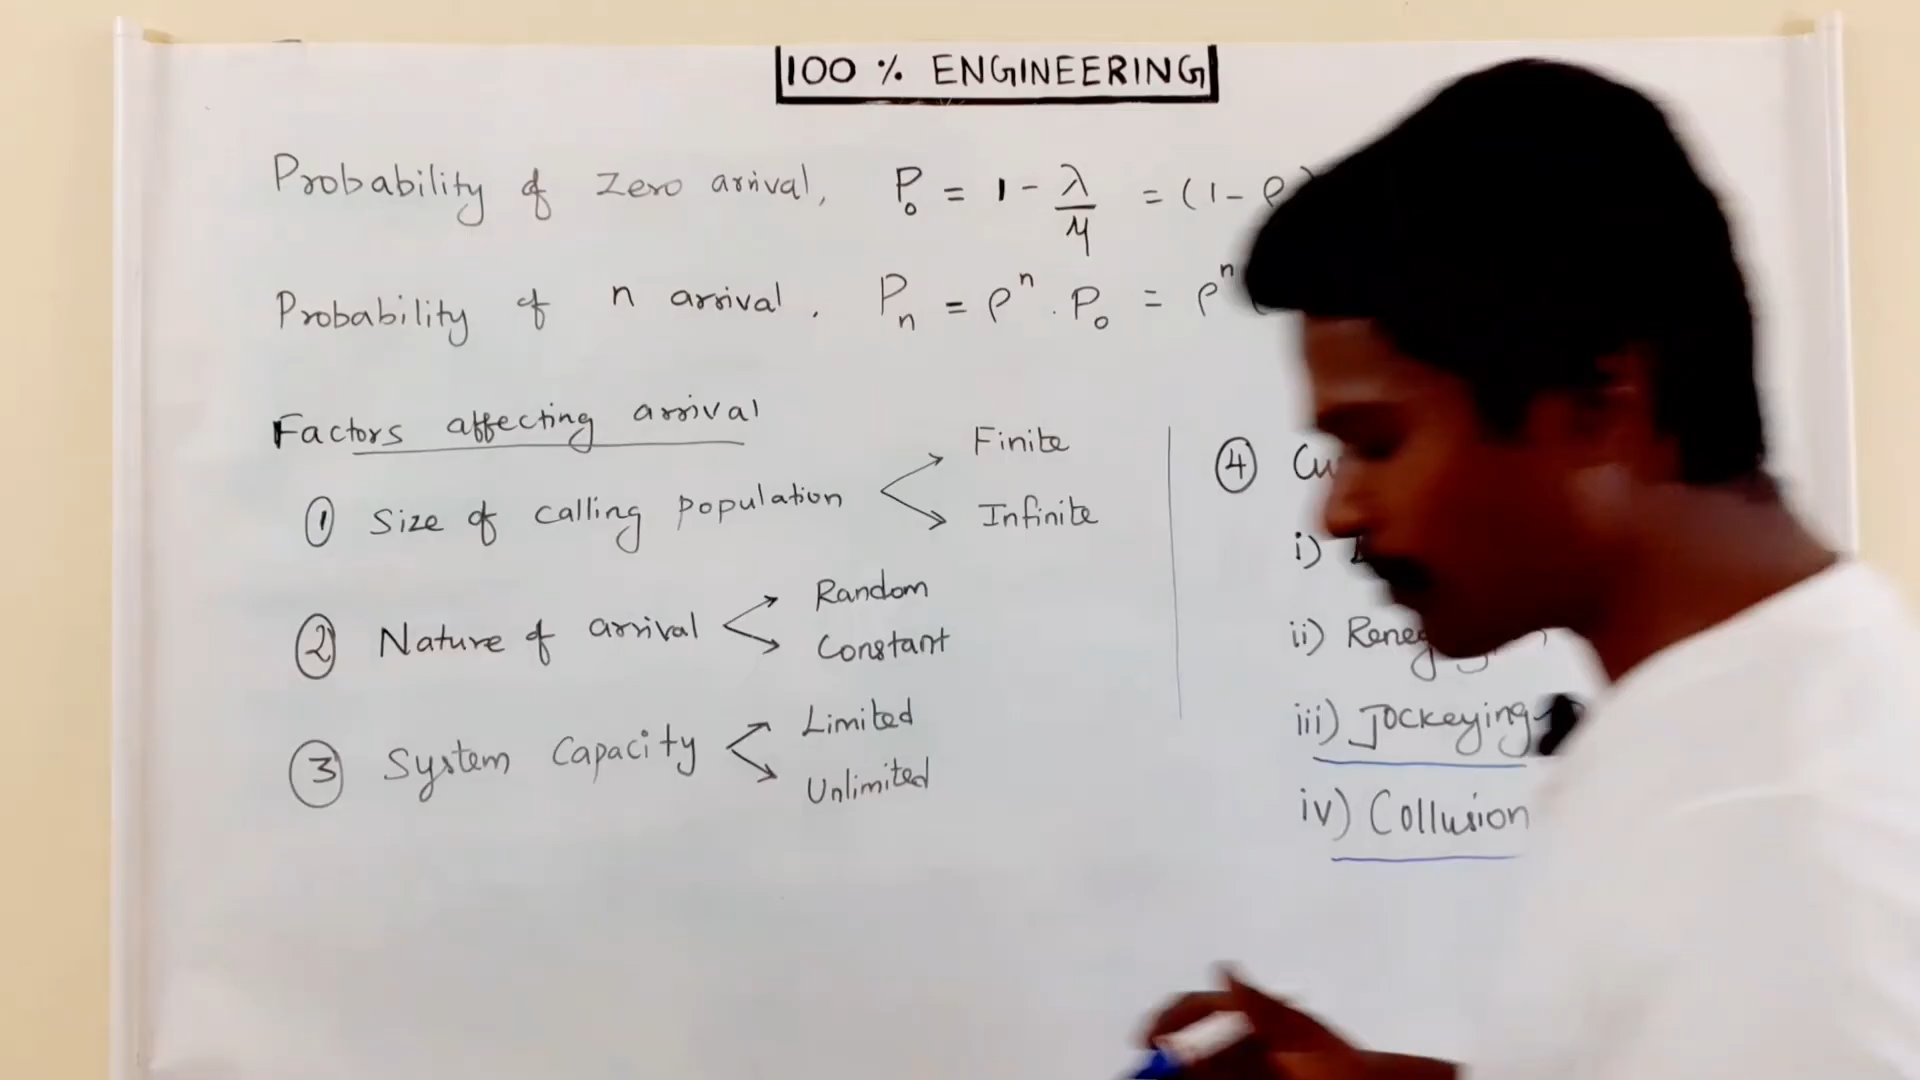 100 % ENGINEERING
Probability of Zero arrival, P₀ = 1 - λ/μ = (1 - ρ
Probability of n arrival. Pₙ = ρⁿ . P₀ = ρⁿ (
Factors affecting arrival
① Size of calling population
Finite
Infinite
② Nature of arrival
Random
Constant
③ System Capacity
Limited
Unlimited
④
i)
ii)
iii) Jockeying
iv) Collusion